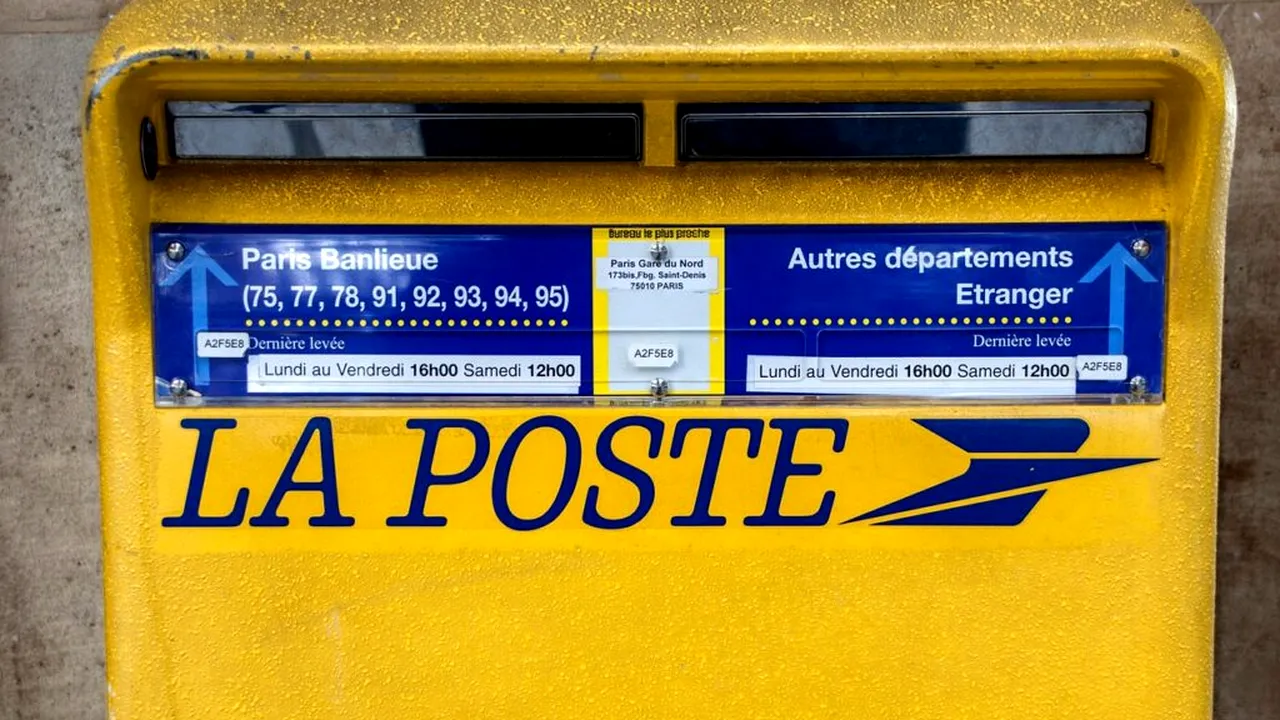 Paris Banlieue
(75, 77, 78, 91, 92, 93, 94, 95)
A2F5E8
Dernière levée
Lundi au Vendredi 16h00 Samedi 12h00
Bureau le plus proche
Paris Gare du Nord
173bis,Fbg. Saint-Denis
75010 PARIS
A2F5E8
Autres départements
Etranger
Dernière levée
Lundi au Vendredi 16h00 Samedi 12h00
A2F5E8
LA POSTE